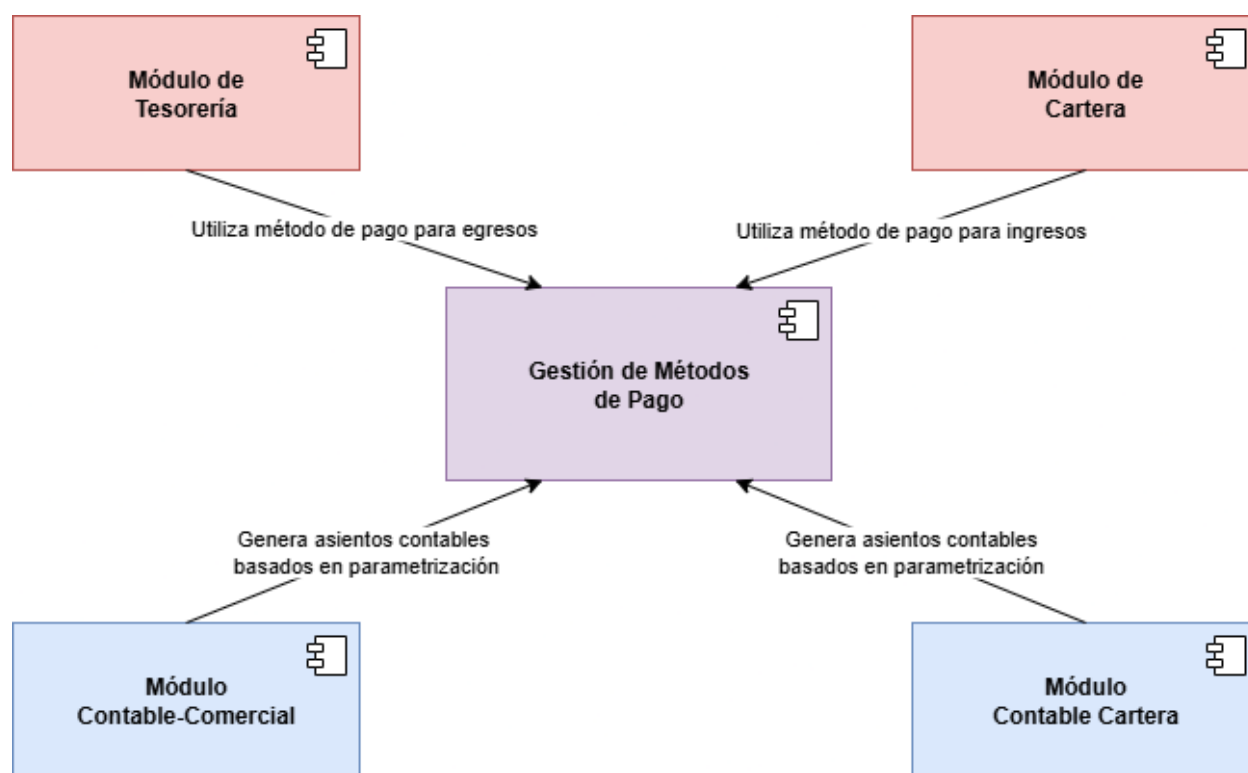 Módulo de
Tesorería
Módulo de
Cartera
Utiliza método de pago para egresos
Utiliza método de pago para ingresos
Gestión de Métodos
de Pago
Genera asientos contables
basados en parametrización
Genera asientos contables
basados en parametrización
Módulo
Contable-Comercial
Módulo
Contable Cartera